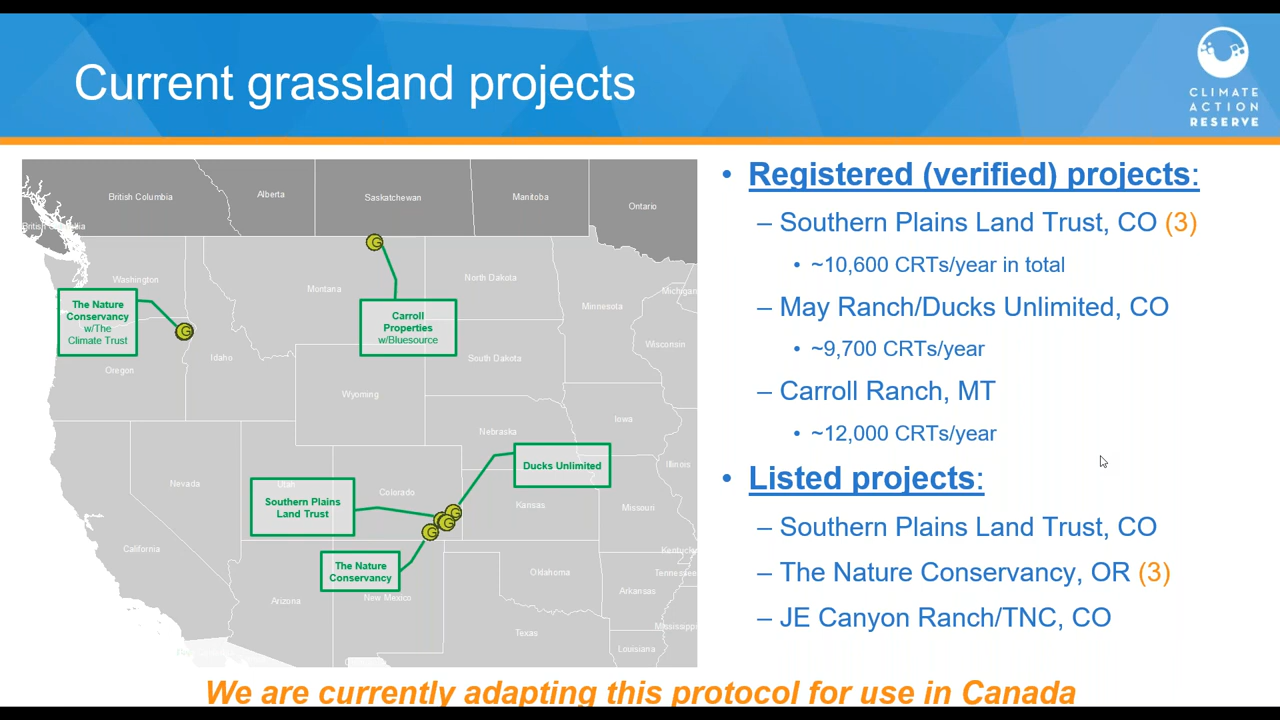 Current grassland projects
CLIMATE
ACTION
RESERVE
British Columbia
Alberta
Saskatchewan
Manitoba
Ontario
Washington
Montana
North Dakota
Minnesota
Michigan
The Nature
Conservancy
w/The
Climate Trust
Carroll
Properties
w/Bluesource
Oregon
Idaho
South Dakota
Wisconsin
Wyoming
Nebraska
Iowa
Illinois
Ducks Unlimited
Nevada
Utah
Colorado
Southern Plains
Land Trust
Kansas
Missouri
California
The Nature
Conservancy
Kentucky
Tennessee
Oklahoma
Arkansas
Arizona
New Mexico
Texas
Mississippi
Louisiana
• Registered (verified) projects:
– Southern Plains Land Trust, CO (3)
• ~10,600 CRTs/year in total
– May Ranch/Ducks Unlimited, CO
• ~9,700 CRTs/year
– Carroll Ranch, MT
• ~12,000 CRTs/year
• Listed projects:
– Southern Plains Land Trust, CO
– The Nature Conservancy, OR (3)
– JE Canyon Ranch/TNC, CO
We are currently adapting this protocol for use in Canada